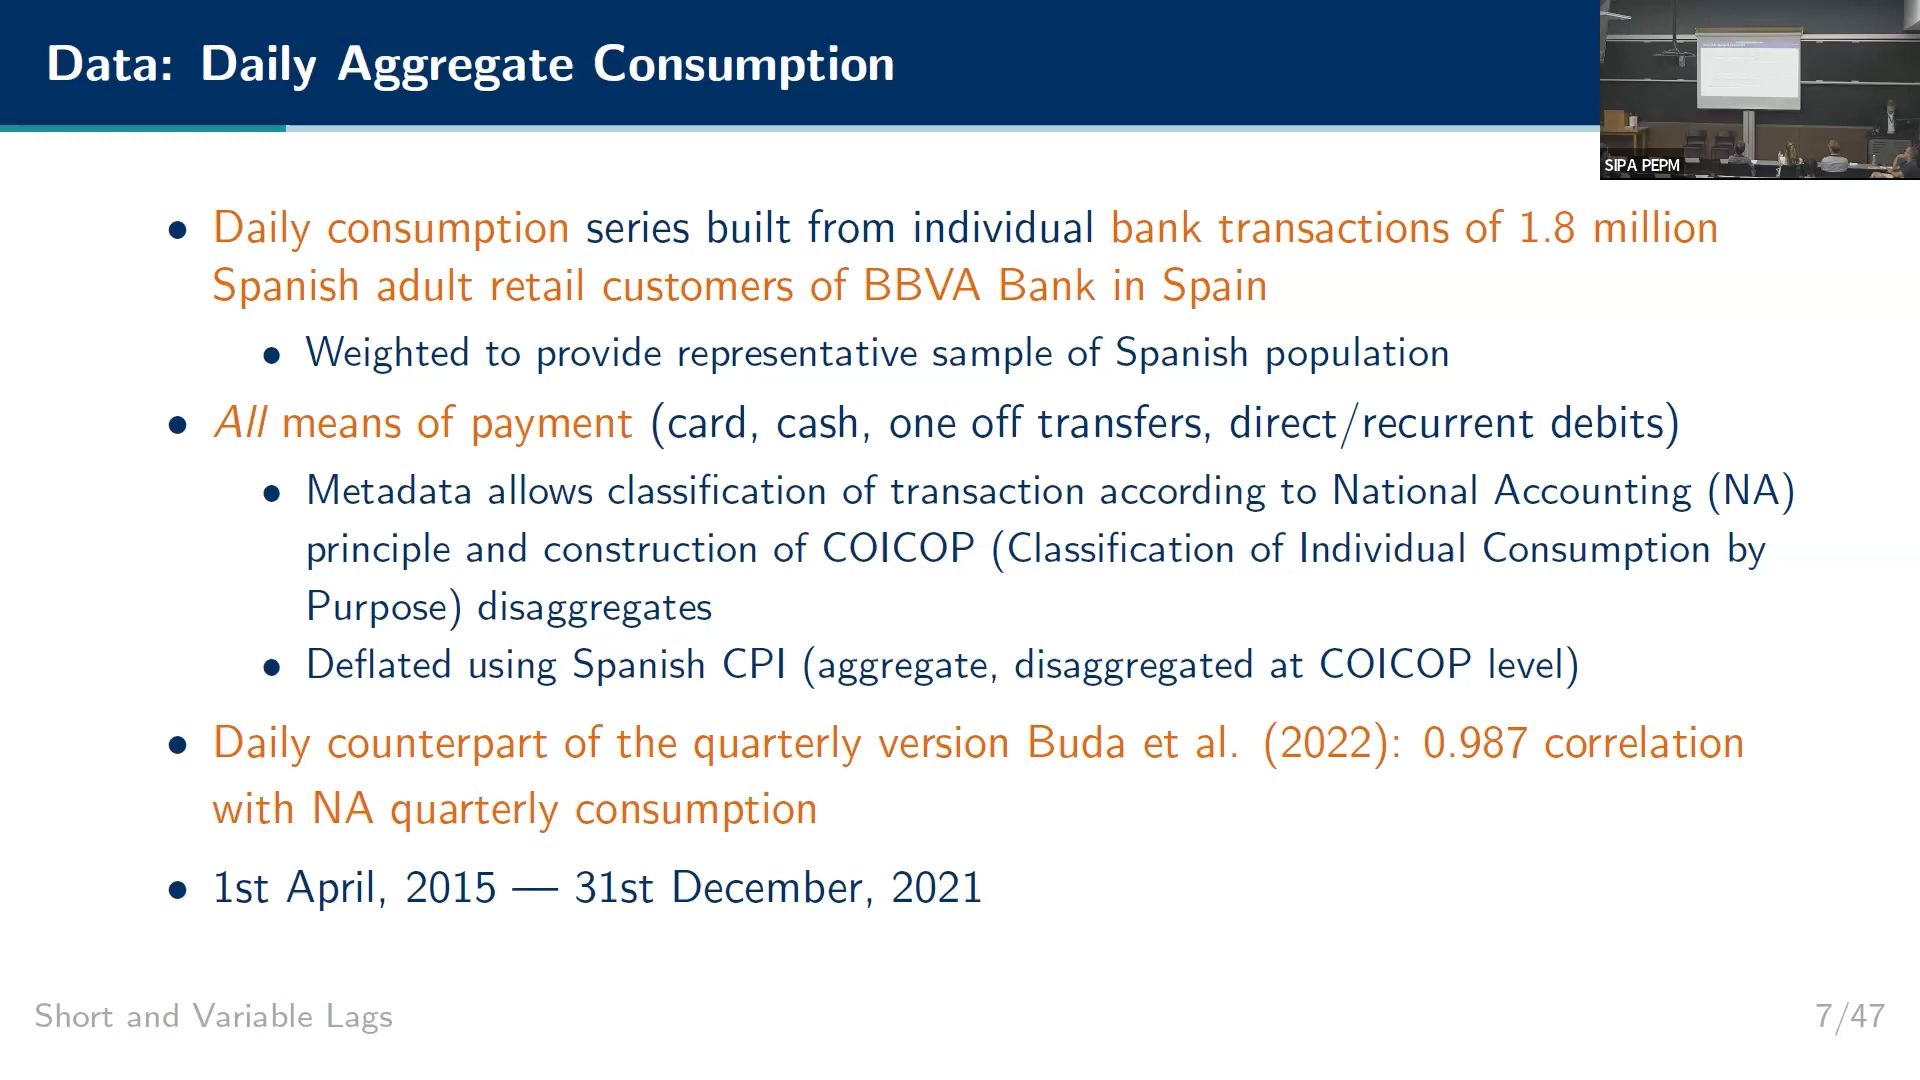 Data: Daily Aggregate Consumption
SIPA PEPM
• Daily consumption series built from individual bank transactions of 1.8 million
Spanish adult retail customers of BBVA Bank in Spain
• Weighted to provide representative sample of Spanish population
• All means of payment (card, cash, one off transfers, direct/recurrent debits)
• Metadata allows classification of transaction according to National Accounting (NA)
principle and construction of COICOP (Classification of Individual Consumption by
Purpose) disaggregates
• Deflated using Spanish CPI (aggregate, disaggregated at COICOP level)
• Daily counterpart of the quarterly version Buda et al. (2022): 0.987 correlation
with NA quarterly consumption
• 1st April, 2015 — 31st December, 2021
Short and Variable Lags
7/47